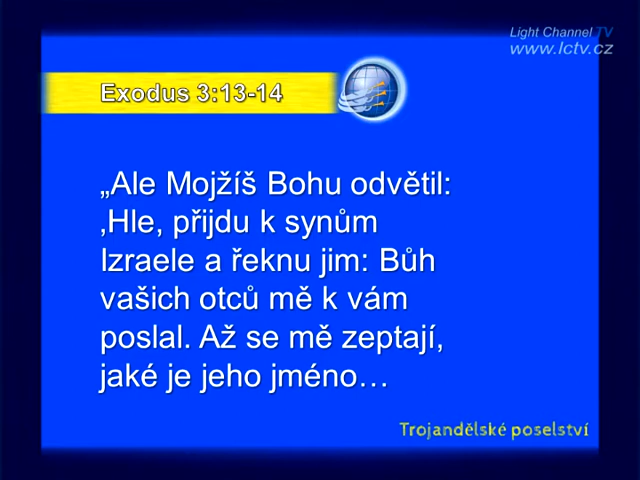 Light Channel TV
www.lctv.cz
Exodus 3:13-14
„Ale Mojžíš Bohu odvětil:
‚Hle, přijdu k synům
Izraele a řeknu jim: Bůh
vašich otců mě k vám
poslal. Až se mě zeptají,
jaké je jeho jméno…
Trojandělské poselství